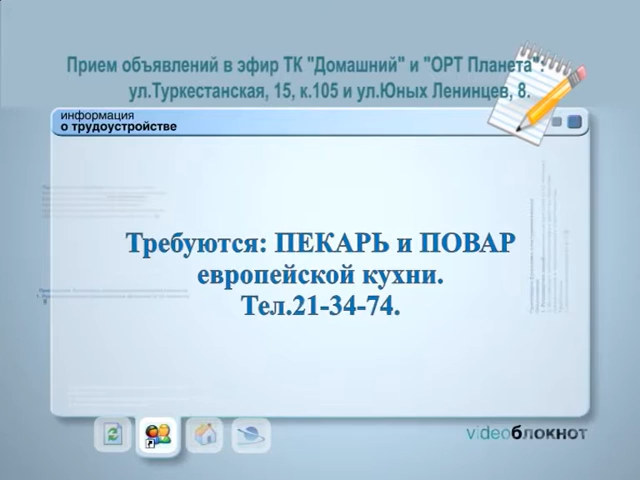 Прием объявлений в эфир ТК "Домашний" и "ОРТ Планета":
ул.Туркестанская, 15, к.105 и ул.Юных Ленинцев, 8.
информация
о трудоустройстве
Требуются: ПЕКАРЬ и ПОВАР
европейской кухни.
Тел.21-34-74.
videoблокнот